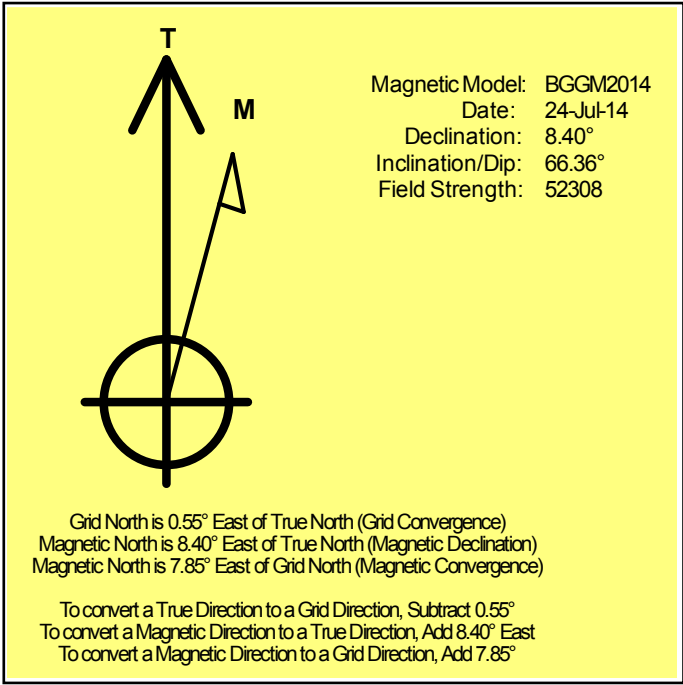 T
M
Magnetic Model: BGGM2014
Date: 24-Jul-14
Declination: 8.40°
Inclination/Dip: 66.36°
Field Strength: 52308
Grid North is 0.55° East of True North (Grid Convergence)
Magnetic North is 8.40° East of True North (Magnetic Declination)
Magnetic North is 7.85° East of Grid North (Magnetic Convergence)
To convert a True Direction to a Grid Direction, Subtract 0.55°
To convert a Magnetic Direction to a True Direction, Add 8.40° East
To convert a Magnetic Direction to a Grid Direction, Add 7.85°